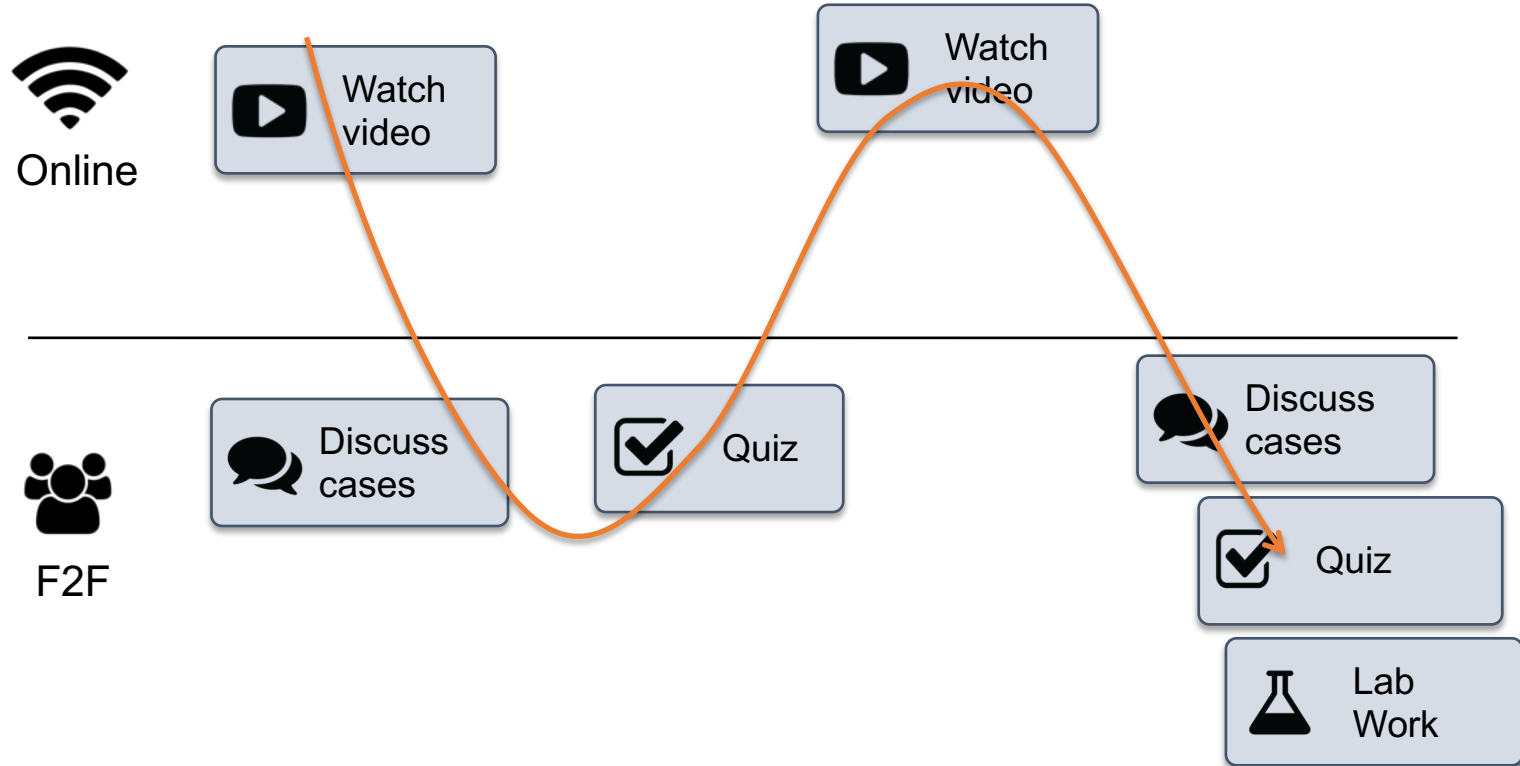 Online
Watch
video
Watch
video
F2F
Discuss
cases
Quiz
Discuss
cases
Quiz
Lab
Work